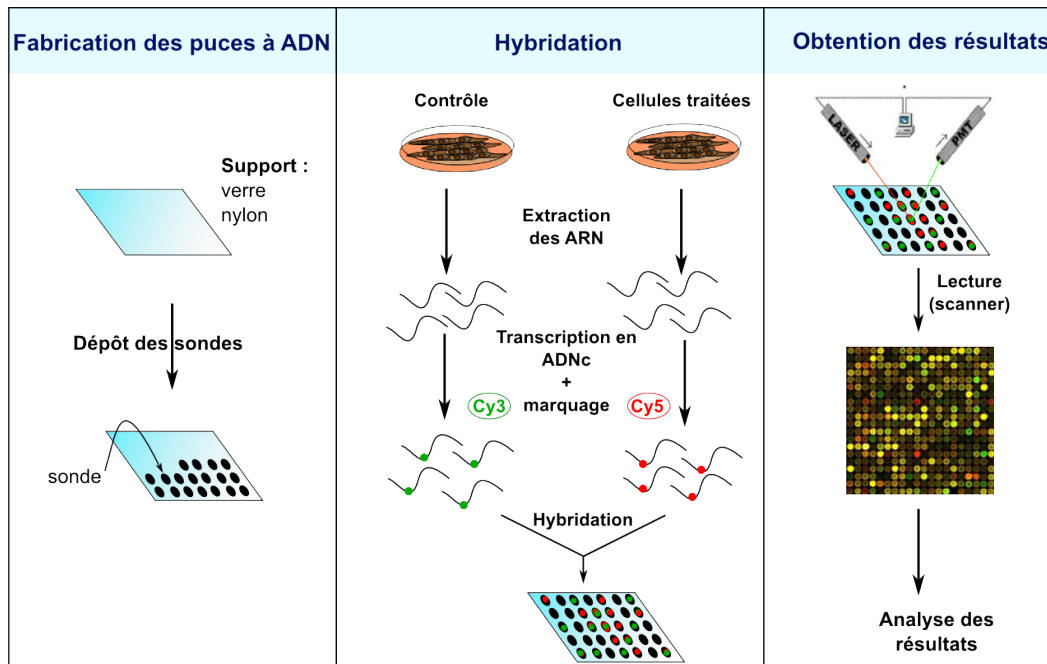 Fabrication des puces à ADN
Support :
verre
nylon
Dépôt des sondes
sonde
Hybridation
Contrôle
Cellules traitées
Extraction
des ARN
Transcription en
ADNc
+
marquage
Cy3
Cy5
Hybridation
Obtention des résultats
LASER
PMT
Lecture
(scanner)
Analyse des
résultats